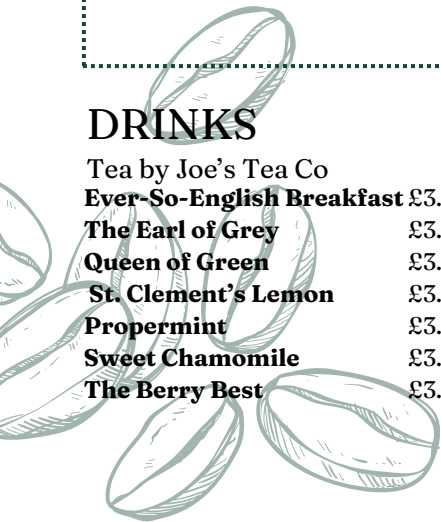 DRINKS
Tea by Joe's Tea Co
Ever-So-English Breakfast £3.
The Earl of Grey £3.
Queen of Green £3.
St. Clement's Lemon £3.
Propermint £3.
Sweet Chamomile £3.
The Berry Best £3.